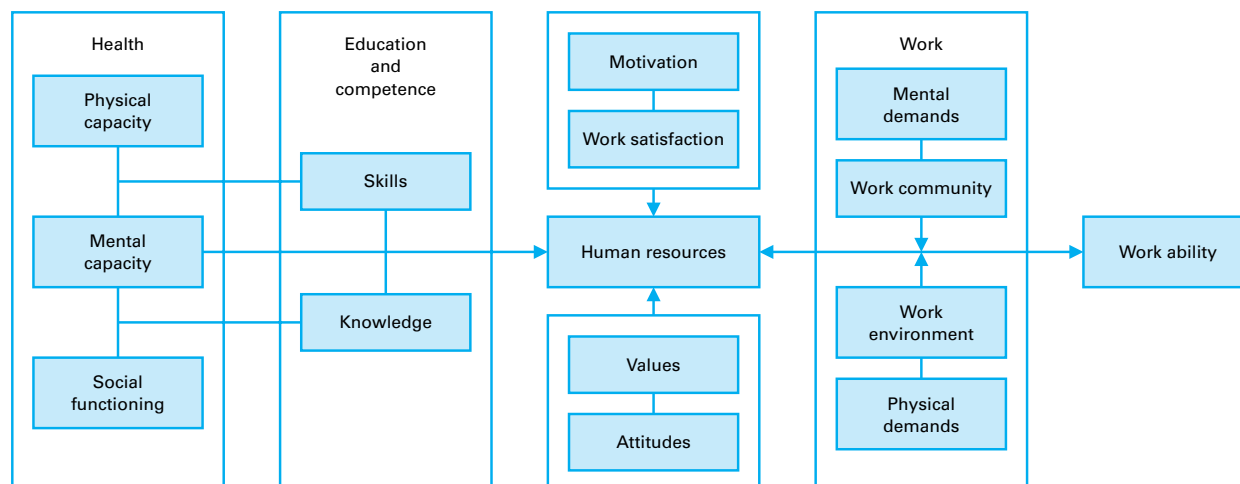 Health
Physical
capacity
Mental
capacity
Social
functioning
Education
and
competence
Skills
Knowledge
Motivation
Work satisfaction
Human resources
Values
Attitudes
Work
Mental
demands
Work community
Work
environment
Physical
demands
Work ability